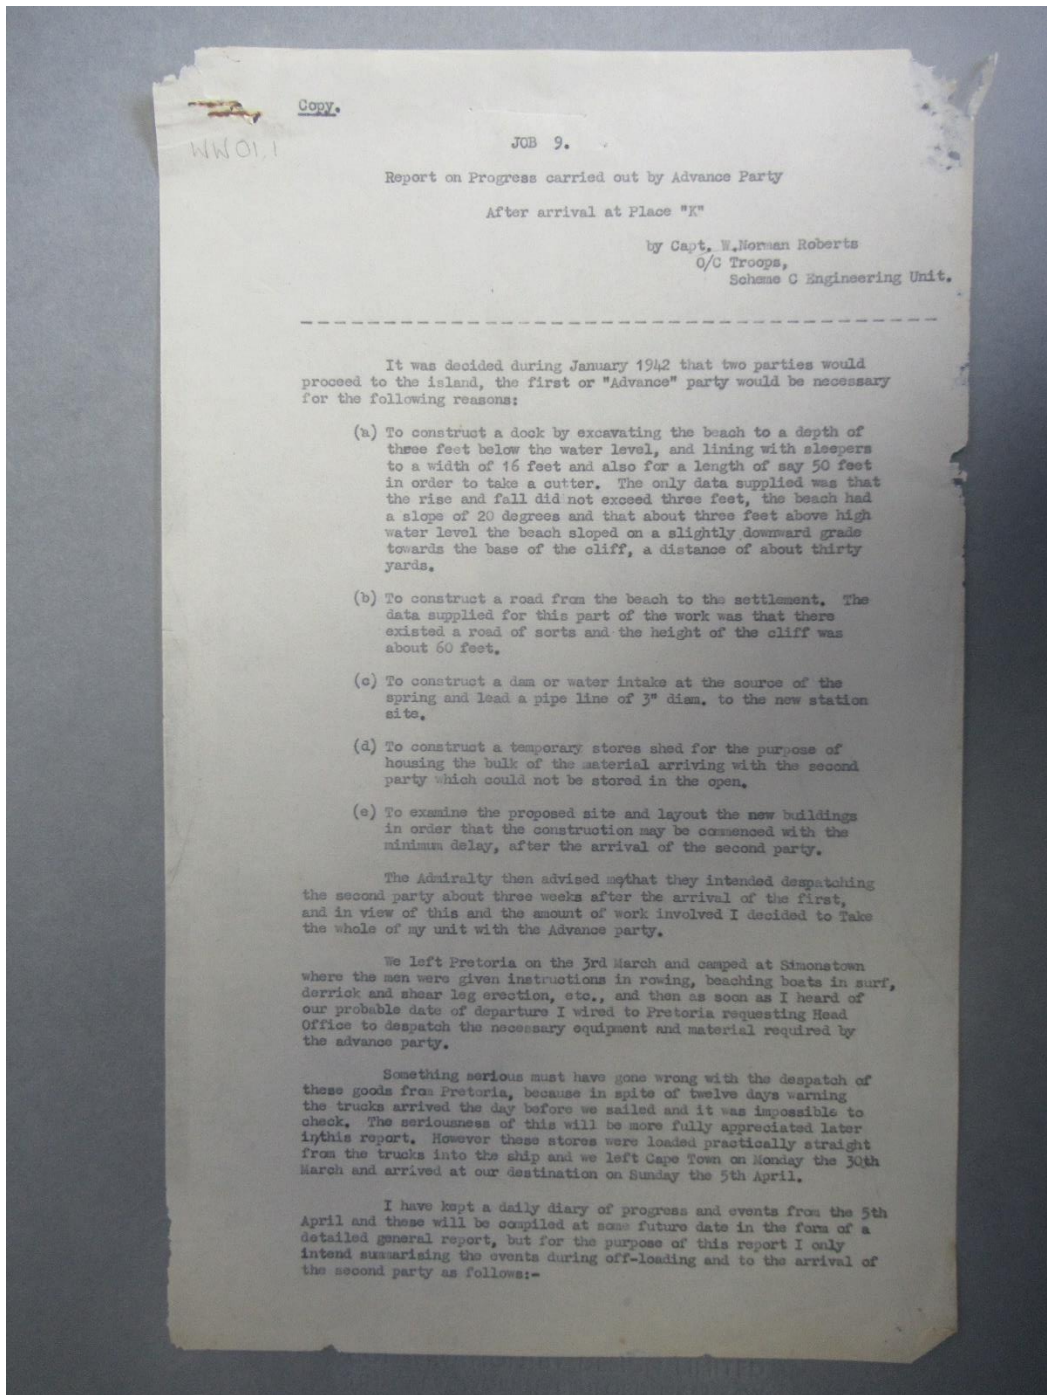 Copy.
WW01.1
JOB 9.
Report on Progress carried out by Advance Party
After arrival at Place "K"
by Capt. W.Norman Roberts
O/C Troops,
Scheme C Engineering Unit.
It was decided during January 1942 that two parties would
proceed to the island, the first or "Advance" party would be necessary
for the following reasons:
(a) To construct a dock by excavating the beach to a depth of
three feet below the water level, and lining with sleepers
to a width of 16 feet and also for a length of say 50 feet
in order to take a cutter. The only data supplied was that
the rise and fall did not exceed three feet, the beach had
a slope of 20 degrees and that about three feet above high
water level the beach sloped on a slightly downward grade
towards the base of the cliff, a distance of about thirty
yards.
(b) To construct a road from the beach to the settlement. The
data supplied for this part of the work was that there
existed a road of sorts and the height of the cliff was
about 60 feet.
(c) To construct a dam or water intake at the source of the
spring and lead a pipe line of 3" diam. to the new station
site.
(d) To construct a temporary stores shed for the purpose of
housing the bulk of the material arriving with the second
party which could not be stored in the open.
(e) To examine the proposed site and layout the new buildings
in order that the construction may be commenced with the
minimum delay, after the arrival of the second party.
The Admiralty then advised me that they intended despatching
the second party about three weeks after the arrival of the first,
and in view of this and the amount of work involved I decided to Take
the whole of my unit with the Advance party.
We left Pretoria on the 3rd March and camped at Simonstown
where the men were given instructions in rowing, beaching boats in surf,
derrick and shear leg erection, etc., and then as soon as I heard of
our probable date of departure I wired to Pretoria requesting Head
Office to despatch the necessary equipment and material required by
the advance party.
Something serious must have gone wrong with the despatch of
these goods from Pretoria, because in spite of twelve days warning
the trucks arrived the day before we sailed and it was impossible to
check. The seriousness of this will be more fully appreciated later
in this report. However these stores were loaded practically straight
from the trucks into the ship and we left Cape Town on Monday the 30th
March and arrived at our destination on Sunday the 5th April.
I have kept a daily diary of progress and events from the 5th
April and these will be compiled at some future date in the form of a
detailed general report, but for the purpose of this report I only
intend summarising the events during off-loading and to the arrival of
the second party as follows:-